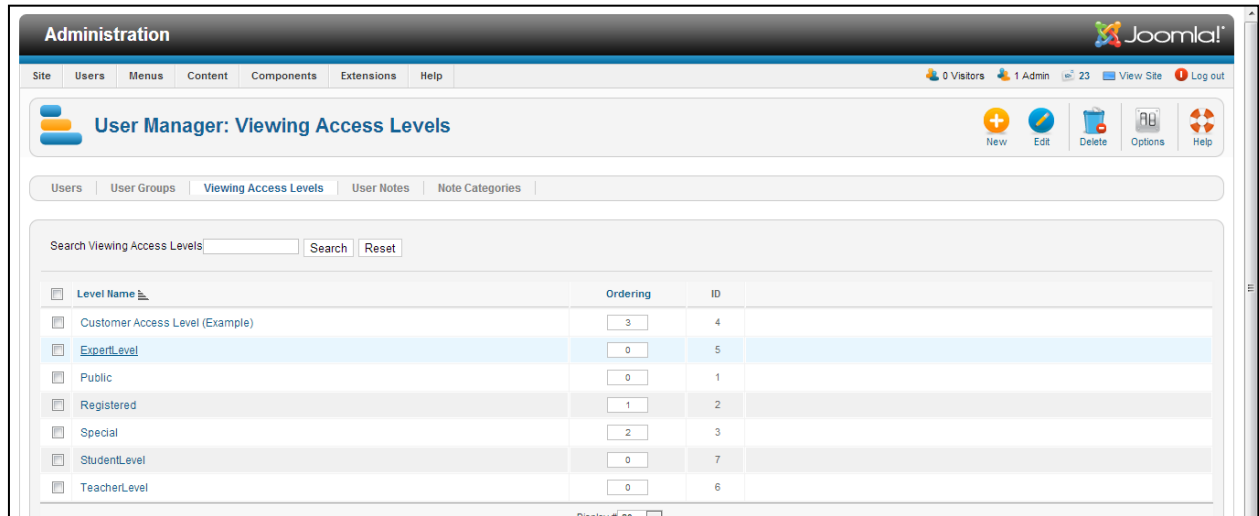 Administration Joomla!
Site Users Menus Content Components Extensions Help 0 Visitors 1 Admin 23 View Site Log out
User Manager: Viewing Access Levels
New Edit Delete Options Help
Users User Groups Viewing Access Levels User Notes Note Categories
Search Viewing Access Levels Search Reset
Level Name Ordering ID
Customer Access Level (Example) 3 4
ExpertLevel 0 5
Public 0 1
Registered 1 2
Special 2 3
StudentLevel 0 7
TeacherLevel 0 6
Display #